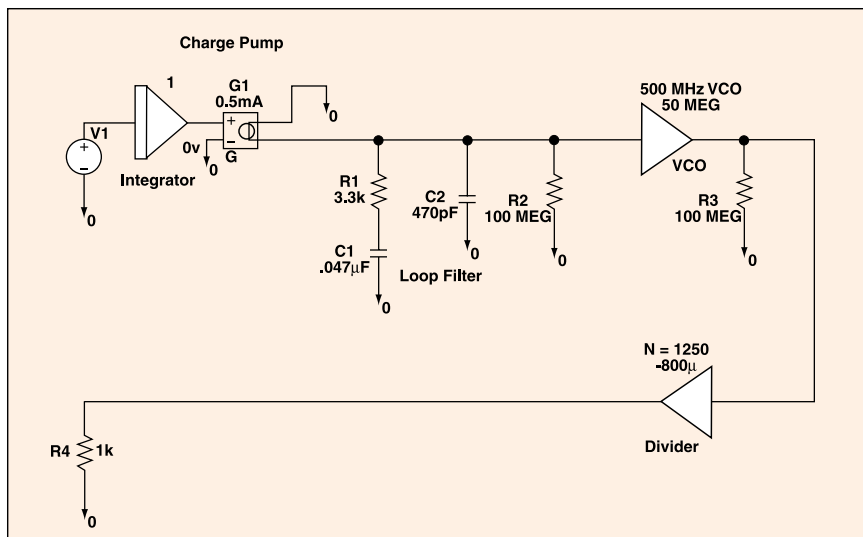 Charge Pump
1
G1
0.5mA
0
V1
+
−
0
Integrator
+
−
0v
0
G
R1
3.3k
C1
.047µF
0
C2
470pF
0
Loop Filter
R2
100 MEG
0
500 MHz VCO
50 MEG
VCO
R3
100 MEG
0
N = 1250
-800µ
Divider
R4
1k
0